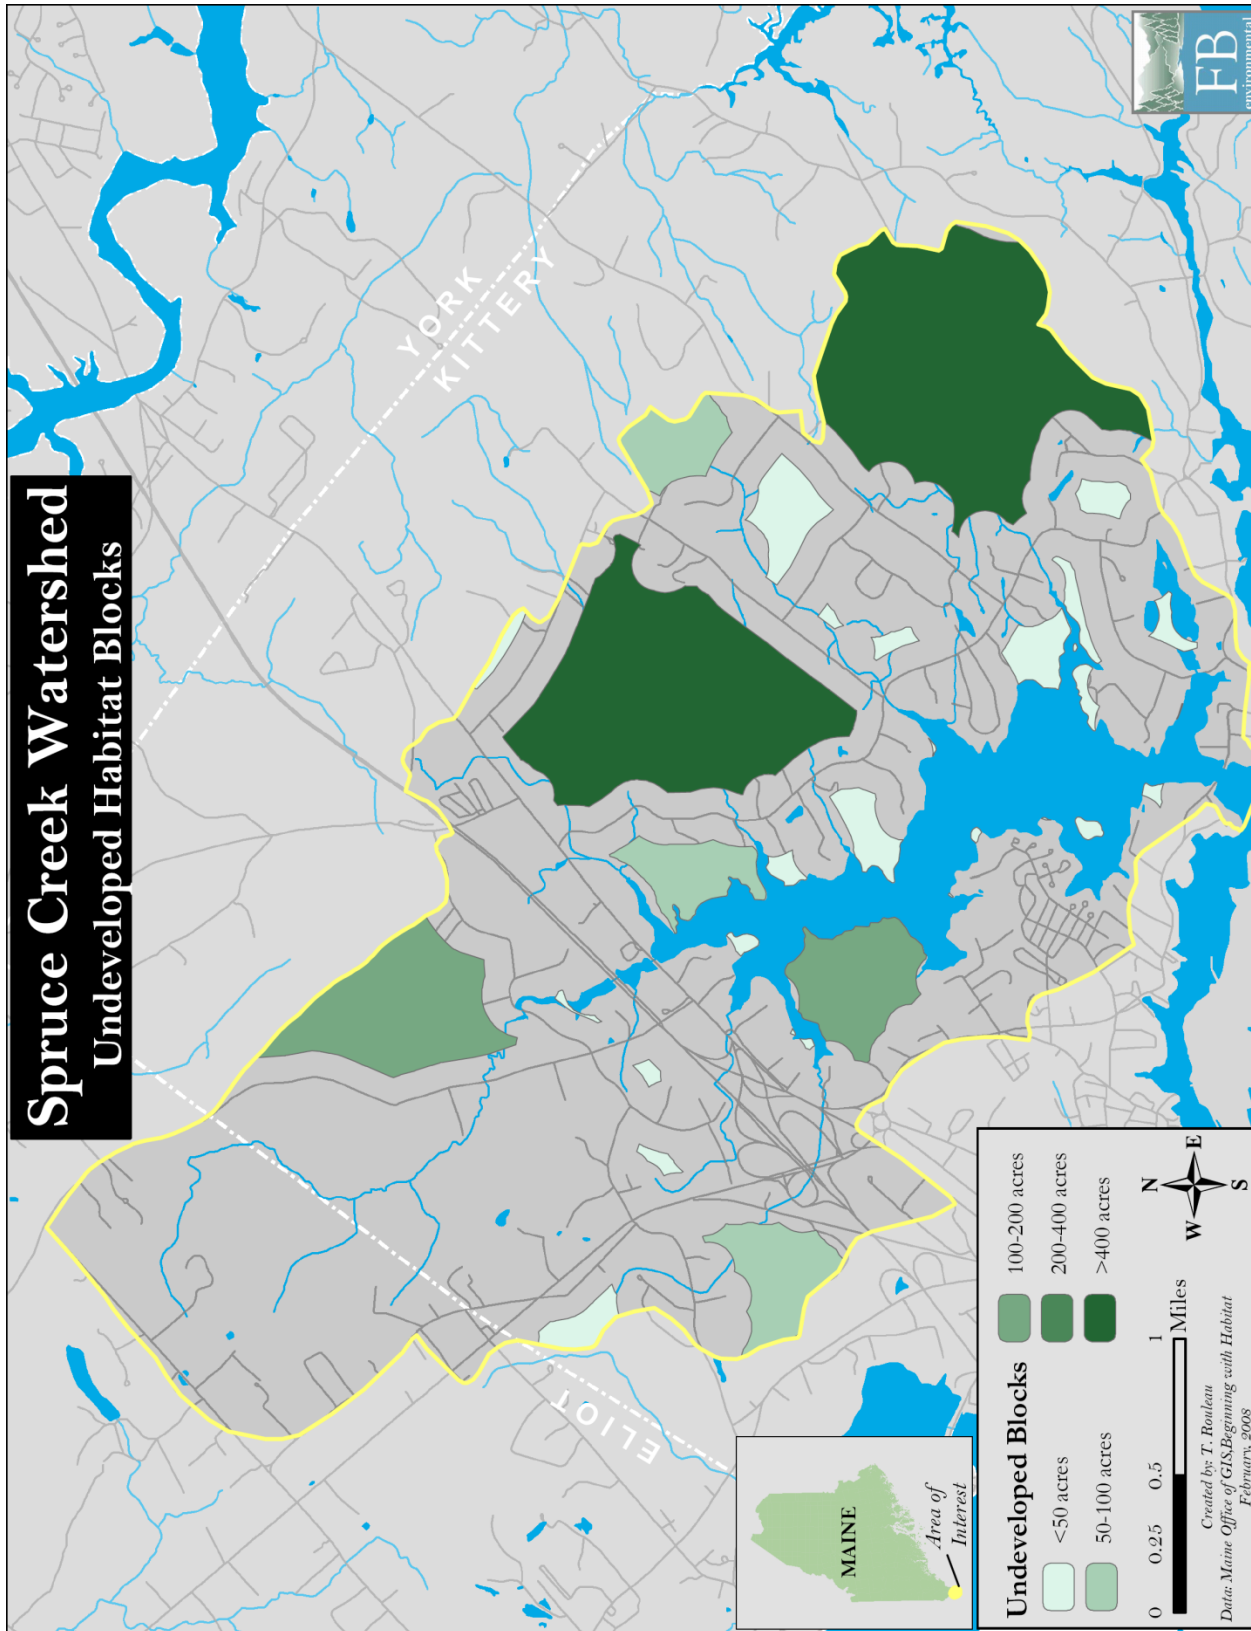 Spruce Creek Watershed
Undeveloped Habitat Blocks
YORK
KITTERY
ELIOT
MAINE
Area of
Interest
Undeveloped Blocks
<50 acres
50-100 acres
100-200 acres
200-400 acres
>400 acres
N
W
E
S
0 0.25 0.5 1 Miles
Created by: T. Rouleau
Data: Maine Office of GIS,Beginning with Habitat
February, 2008
FB
environmental